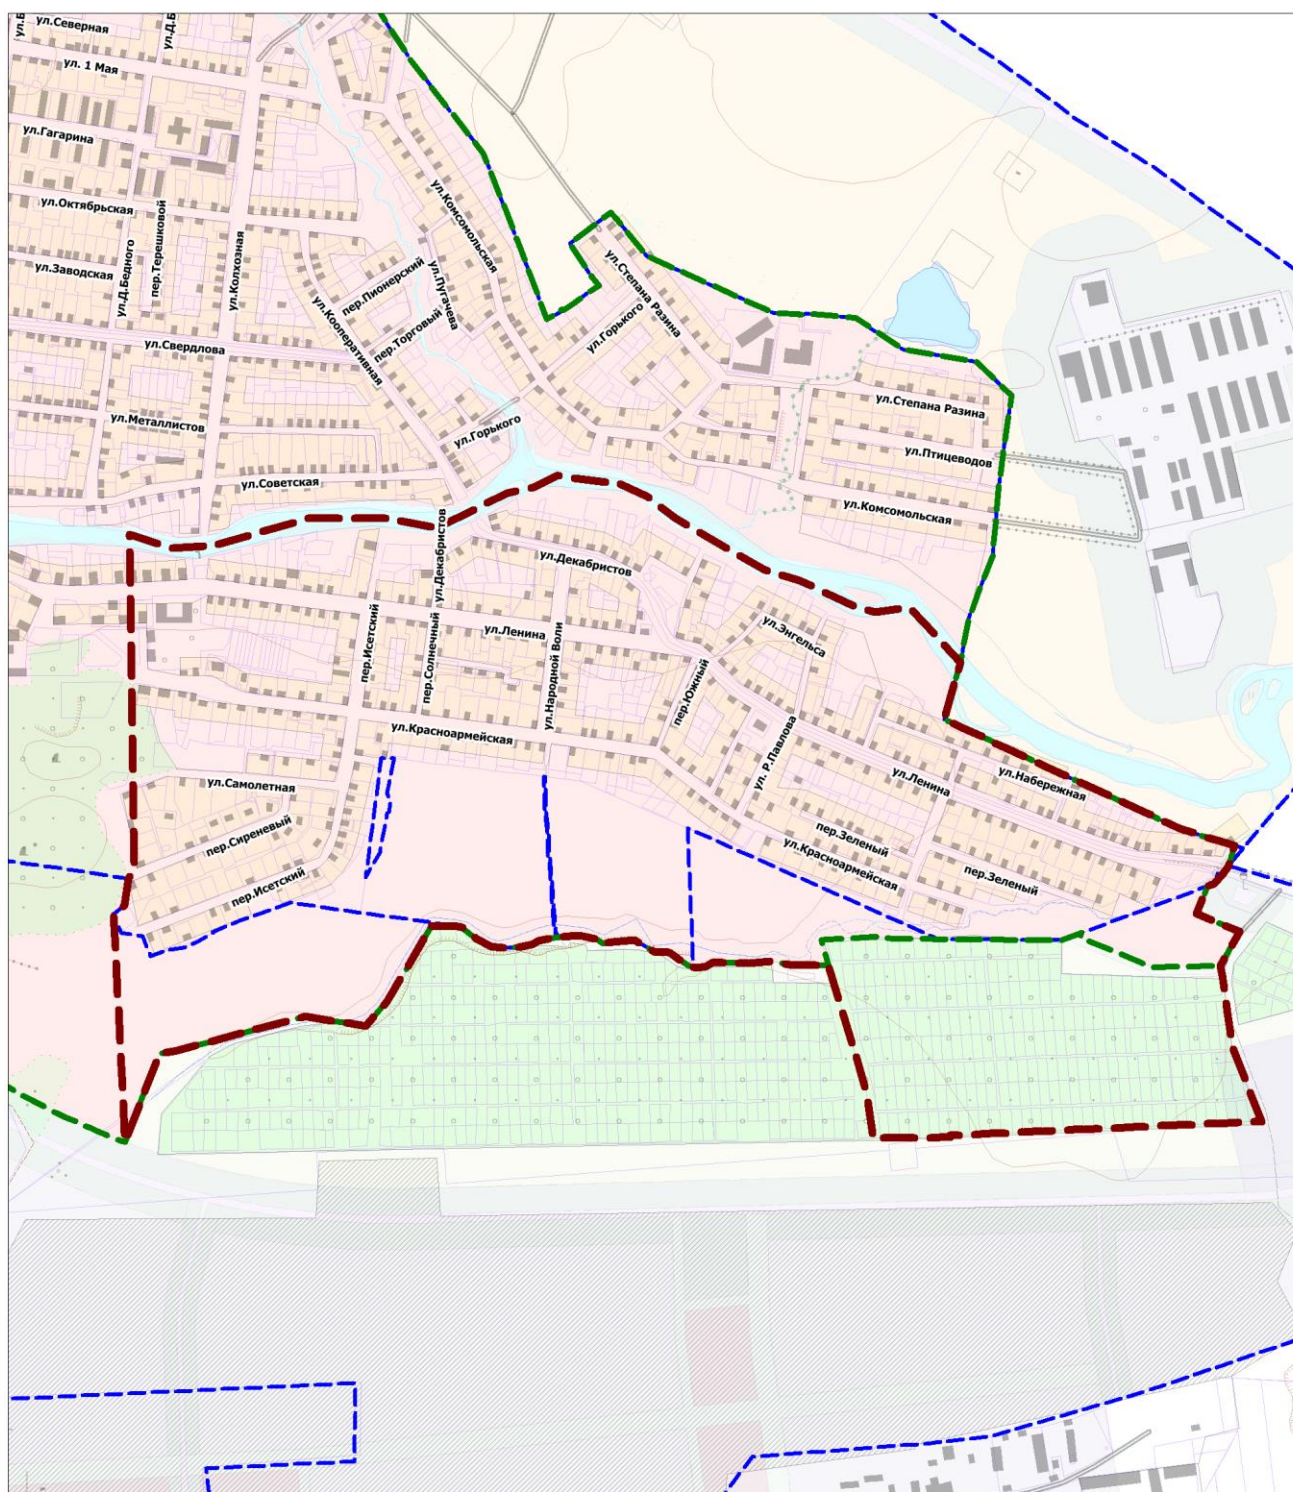 ул.Северная
ул. 1 Мая
ул.Гагарина
ул.Комсомольская
ул.Октябрьская
пер.Терешковой
ул.Д.Бедного
ул.Колхозная
ул.Заводская
пер.Пионерский
ул.Пугачева
ул.Степана Разина
ул.Горького
ул.Кооперативная
пер.Торговый
ул.Свердлова
ул.Степана Разина
ул.Металлистов
ул.Горького
ул.Птицеводов
ул.Советская
ул.Комсомольская
ул.Декабристов
ул.Декабристов
пер.Исетский
пер.Солнечный
ул.Ленина
ул.Народной Воли
ул.Энгельса
пер.Южный
ул.Красноармейская
ул. Р.Павлова
ул.Самолетная
ул.Ленина
ул.Набережная
пер.Сиреневый
пер.Зеленый
ул.Красноармейская
пер.Исетский
пер.Зеленый